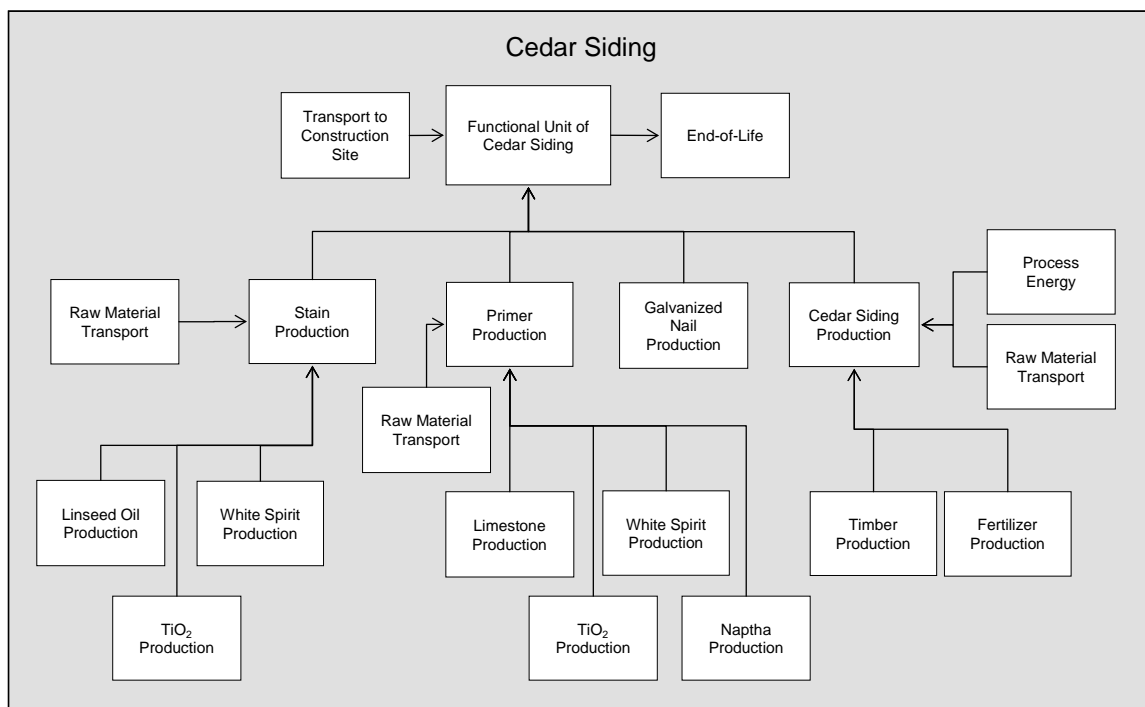 Cedar Siding
Transport to
Construction
Site
Functional Unit of
Cedar Siding
End-of-Life
Raw Material
Transport
Stain
Production
Primer
Production
Galvanized
Nail
Production
Cedar Siding
Production
Process
Energy
Raw Material
Transport
Raw Material
Transport
Linseed Oil
Production
White Spirit
Production
Limestone
Production
White Spirit
Production
Timber
Production
Fertilizer
Production
TiO₂
Production
TiO₂
Production
Naptha
Production